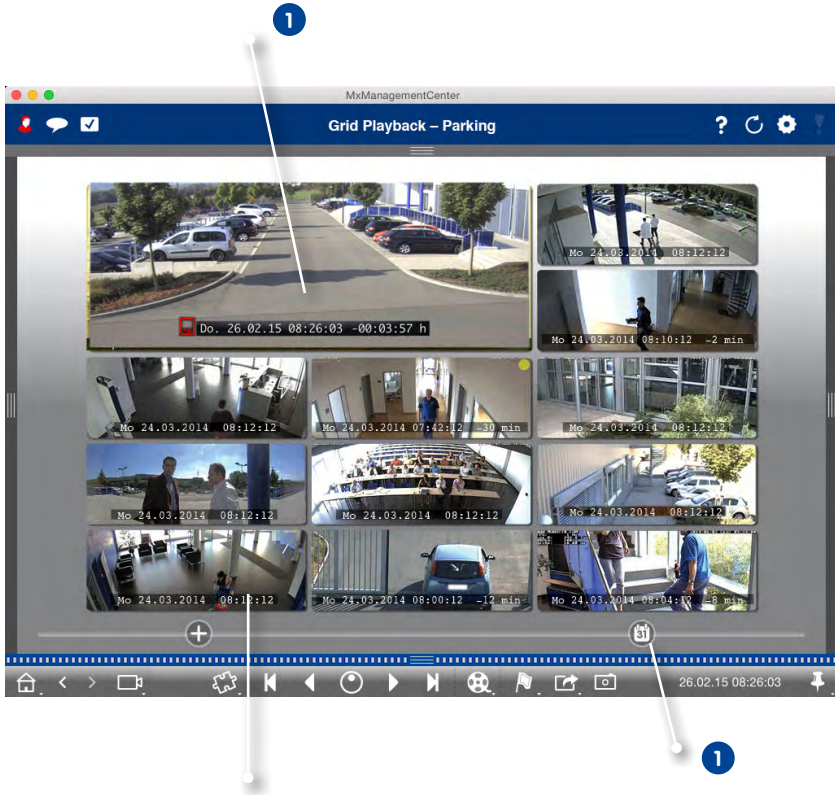 1
MxManagementCenter
Grid Playback – Parking
?
Mo 24.03.2014 08:12:12
Do. 26.02.15 08:26:03 -00:03:57 h
Mo 24.03.2014 08:10:12 -2 min
Mo 24.03.2014 08:12:12
Mo 24.03.2014 07:42:12 -30 min
Mo 24.03.2014 08:12:12
Mo 24.03.2014 08:12:12
Mo 24.03.2014 08:12:12
Mo 24.03.2014 08:12:12
Mo 24.03.2014 08:12:12
Mo 24.03.2014 08:00:12 -12 min
Mo 24.03.2014 08:04:12 -8 min
31
26.02.15 08:26:03
1